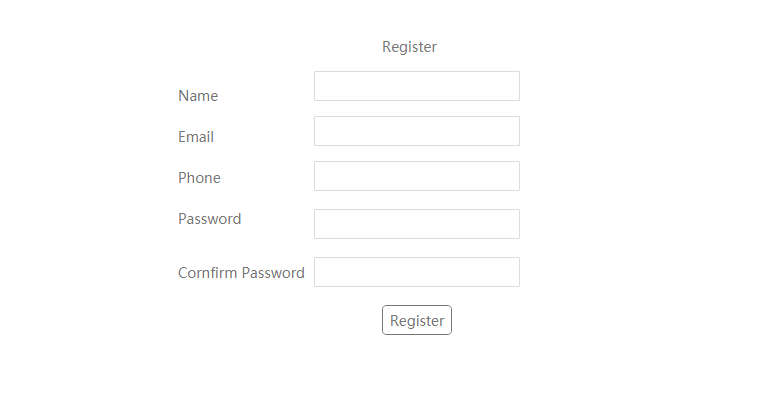 Register
Name
Email
Phone
Password
Cornfirm Password
Register